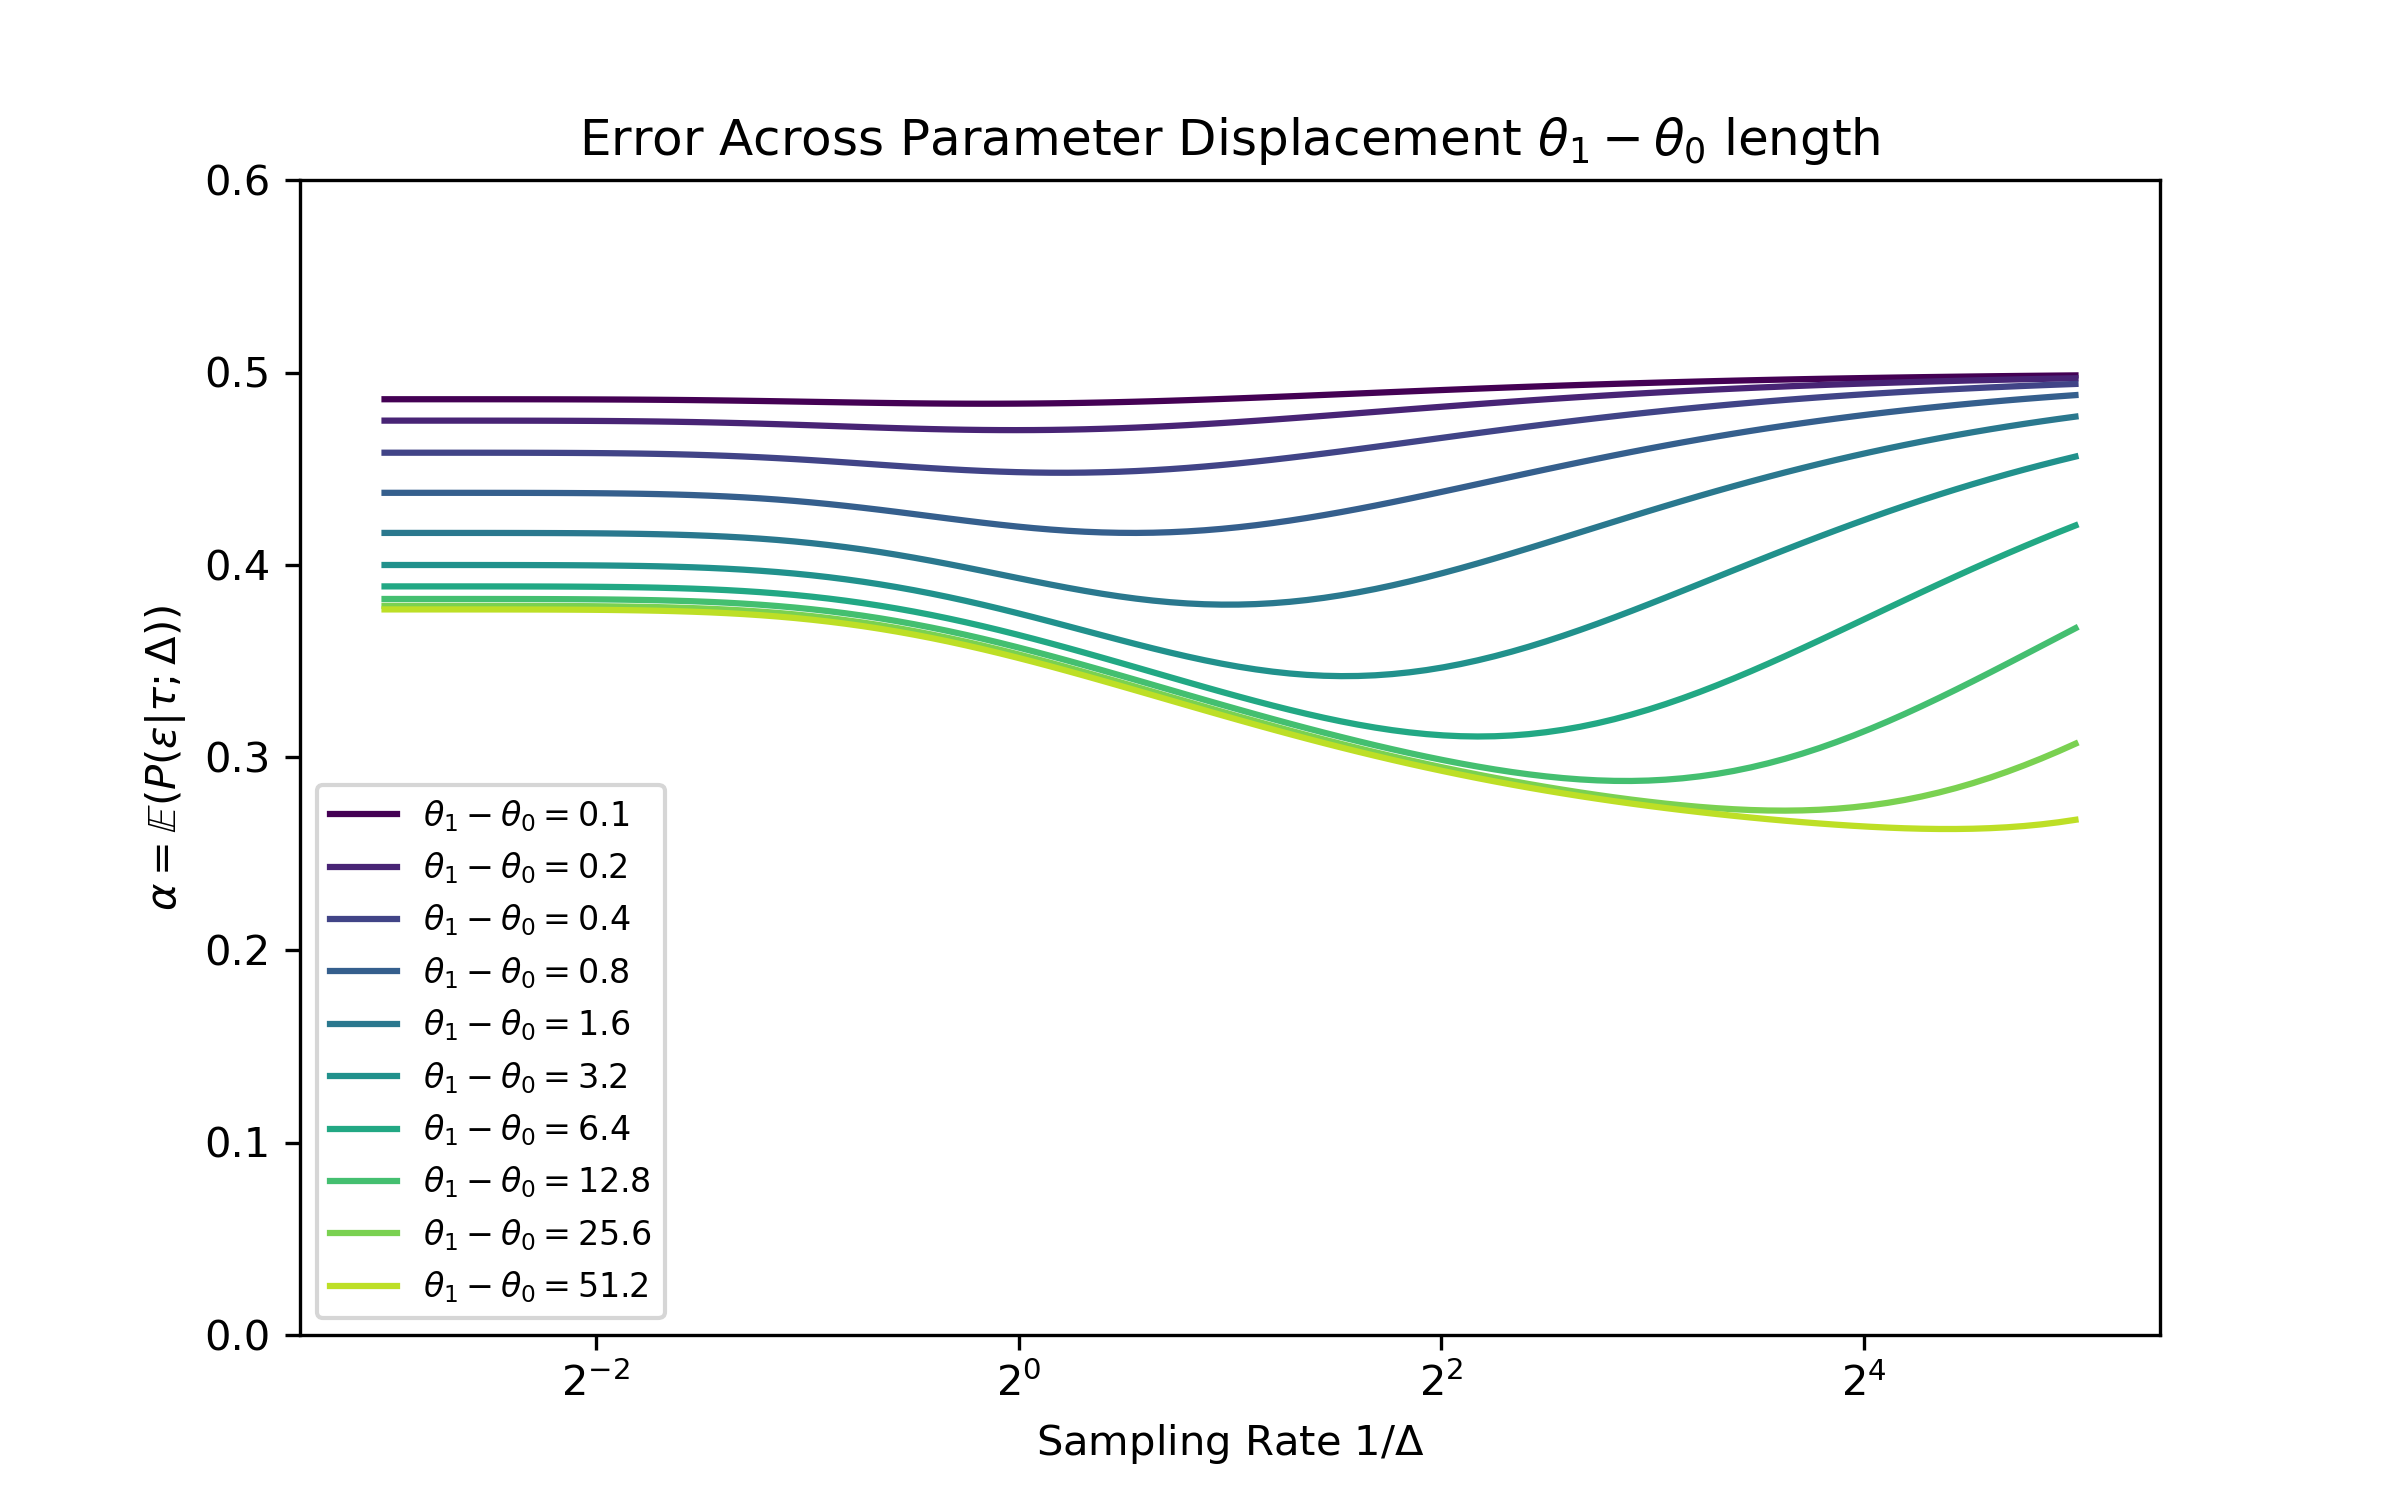 Error Across Parameter Displacement θ₁ − θ₀ length
0.6
0.5
0.4
0.3
0.2
0.1
0.0
α = 𝔼(P(ε|τ; Δ))
θ₁ − θ₀ = 0.1
θ₁ − θ₀ = 0.2
θ₁ − θ₀ = 0.4
θ₁ − θ₀ = 0.8
θ₁ − θ₀ = 1.6
θ₁ − θ₀ = 3.2
θ₁ − θ₀ = 6.4
θ₁ − θ₀ = 12.8
θ₁ − θ₀ = 25.6
θ₁ − θ₀ = 51.2
2⁻² 2⁰ 2² 2⁴
Sampling Rate 1/Δ